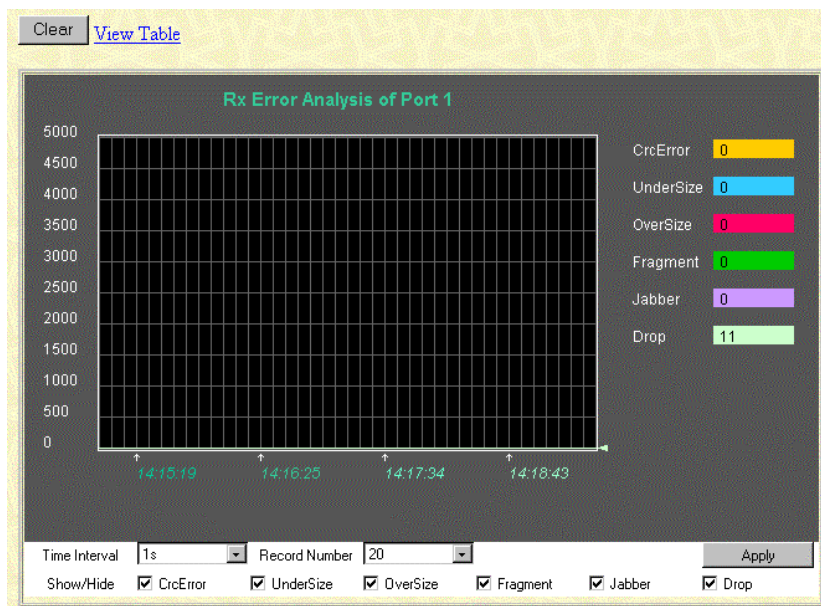 Clear View Table
Rx Error Analysis of Port 1
5000
4500
4000
3500
3000
2500
2000
1500
1000
500
0
14:15:19 14:16:25 14:17:34 14:18:43
CrcError 0
UnderSize 0
OverSize 0
Fragment 0
Jabber 0
Drop 11
Time Interval 1s Record Number 20 Apply
Show/Hide CrcError UnderSize OverSize Fragment Jabber Drop